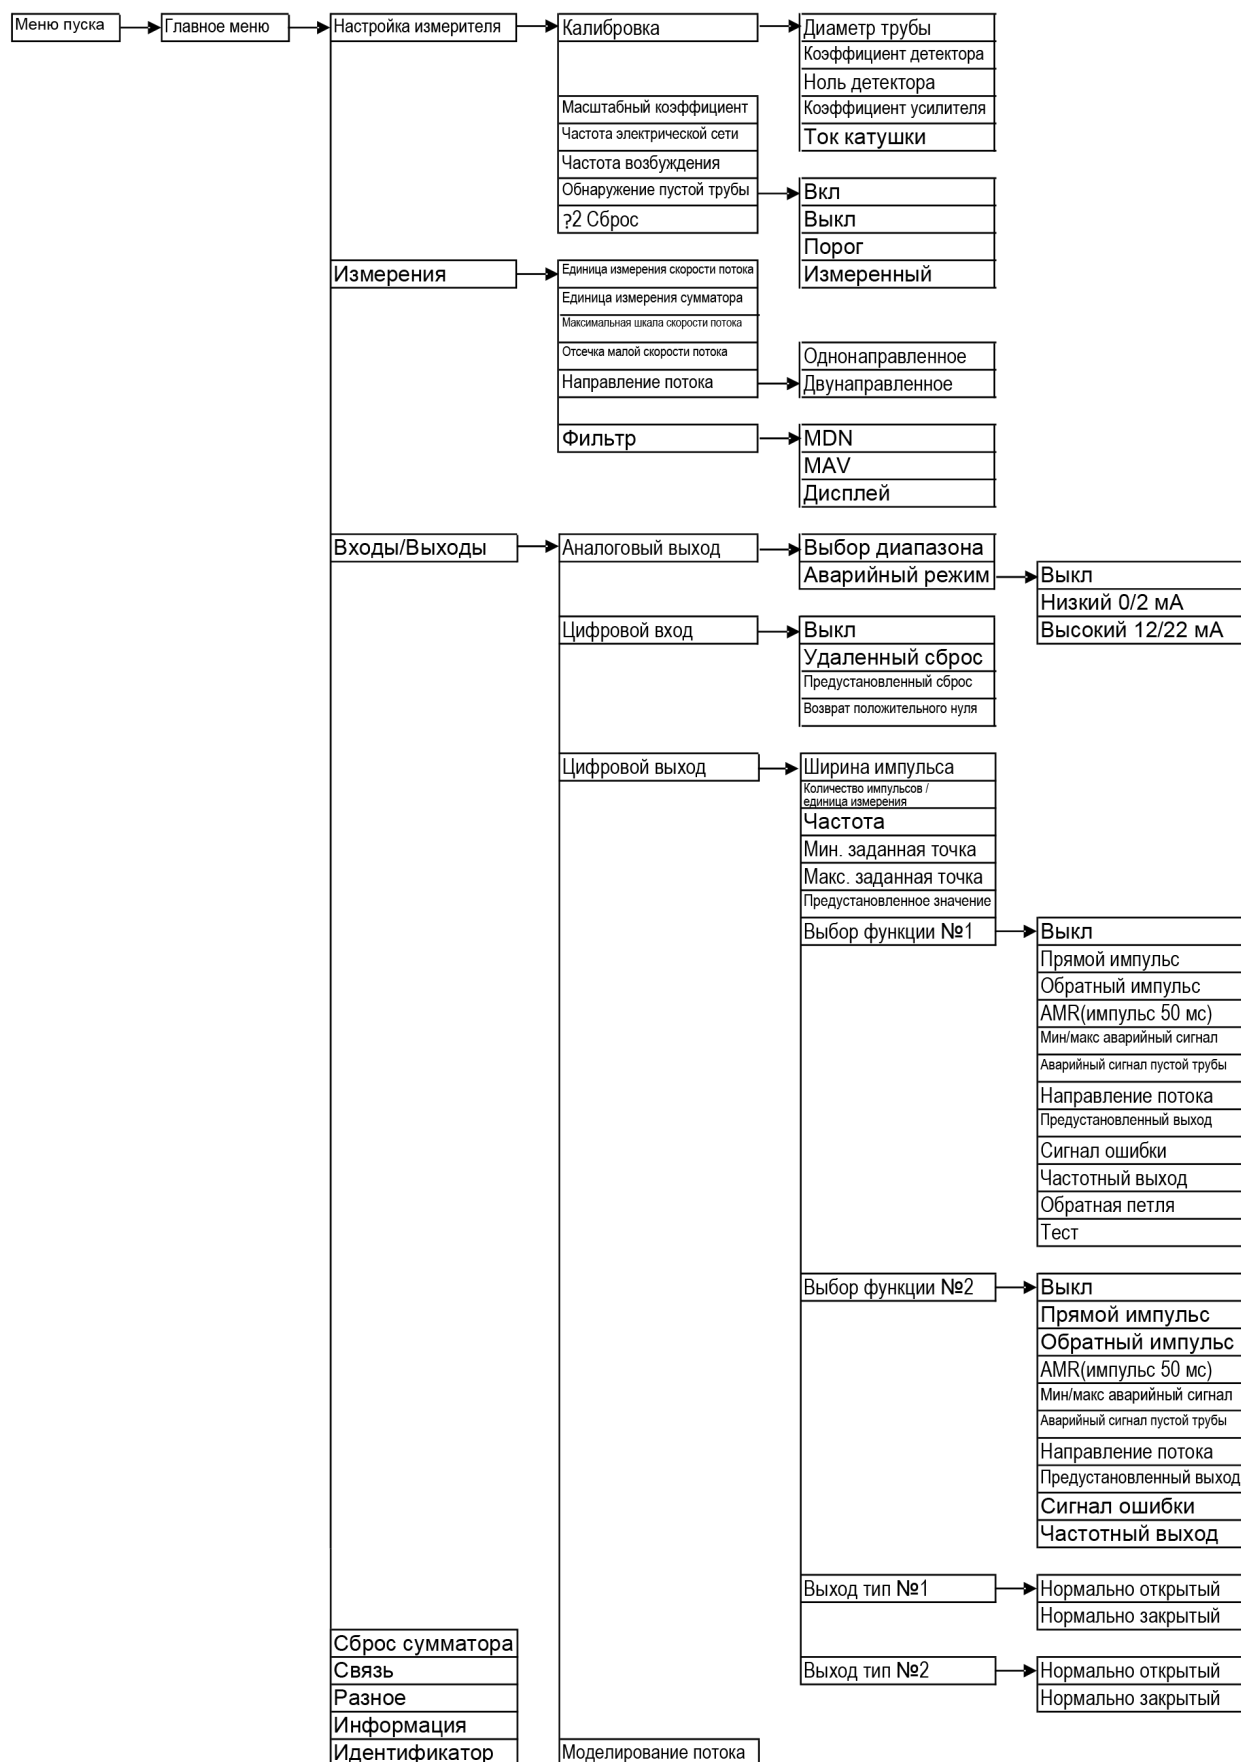 Меню пуска
Главное меню
Настройка измерителя
Калибровка
Диаметр трубы
Коэффициент детектора
Ноль детектора
Масштабный коэффициент
Коэффициент усилителя
Частота электрической сети
Ток катушки
Частота возбуждения
Обнаружение пустой трубы
Вкл
?2 Сброс
Выкл
Порог
Измерения
Единица измерения скорости потока
Измеренный
Единица измерения сумматора
Максимальная шкала скорости потока
Отсечка малой скорости потока
Однонаправленное
Направление потока
Двунаправленное
Фильтр
MDN
MAV
Дисплей
Входы/Выходы
Аналоговый выход
Выбор диапазона
Аварийный режим
Выкл
Низкий 0/2 мА
Высокий 12/22 мА
Цифровой вход
Выкл
Удаленный сброс
Предустановленный сброс
Возврат положительного нуля
Цифровой выход
Ширина импульса
Количество импульсов /
единица измерения
Частота
Мин. заданная точка
Макс. заданная точка
Предустановленное значение
Выбор функции №1
Выкл
Прямой импульс
Обратный импульс
AMR(импульс 50 мс)
Мин/макс аварийный сигнал
Аварийный сигнал пустой трубы
Направление потока
Предустановленный выход
Сигнал ошибки
Частотный выход
Обратная петля
Тест
Выбор функции №2
Выкл
Прямой импульс
Обратный импульс
AMR(импульс 50 мс)
Мин/макс аварийный сигнал
Аварийный сигнал пустой трубы
Направление потока
Предустановленный выход
Сигнал ошибки
Частотный выход
Выход тип №1
Нормально открытый
Нормально закрытый
Сброс сумматора
Связь
Выход тип №2
Нормально открытый
Разное
Нормально закрытый
Информация
Идентификатор
Моделирование потока